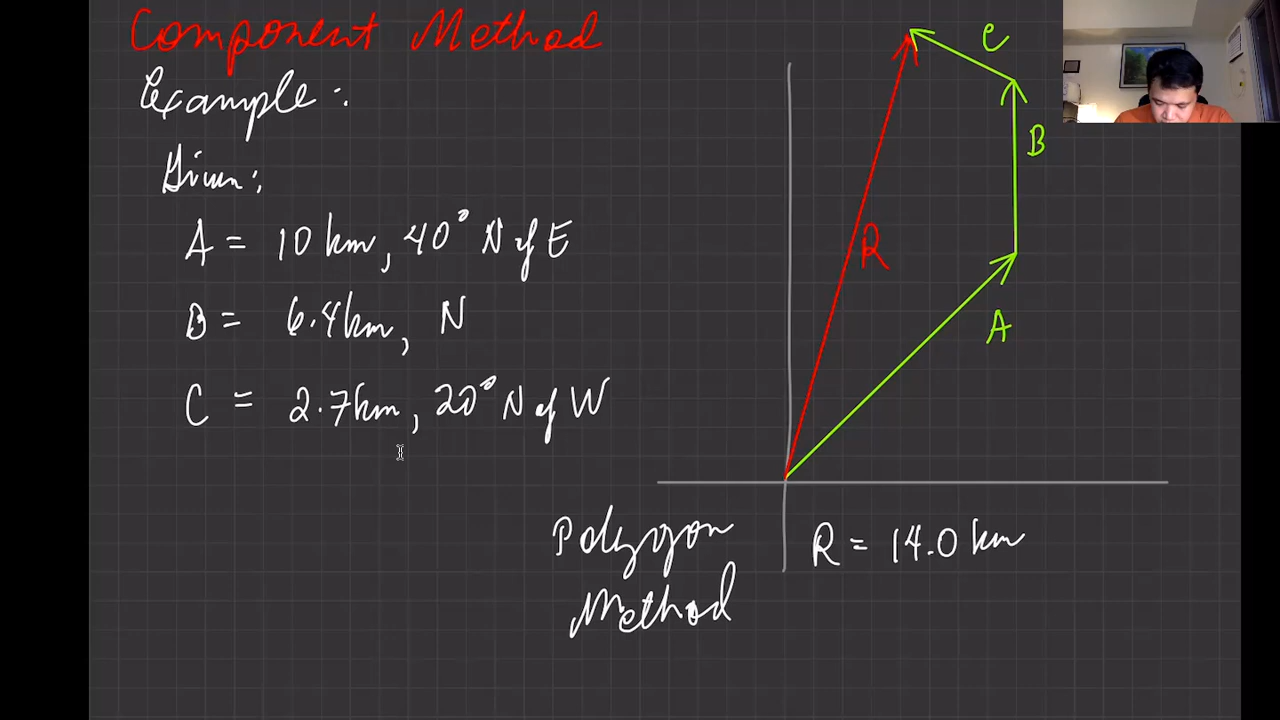 Component Method
Example:
Given:
A = 10 km, 40° N of E
B = 6.4 km, N
C = 2.7 km, 20° N of W
C
B
R
A
Polygon
Method
R = 14.0 km